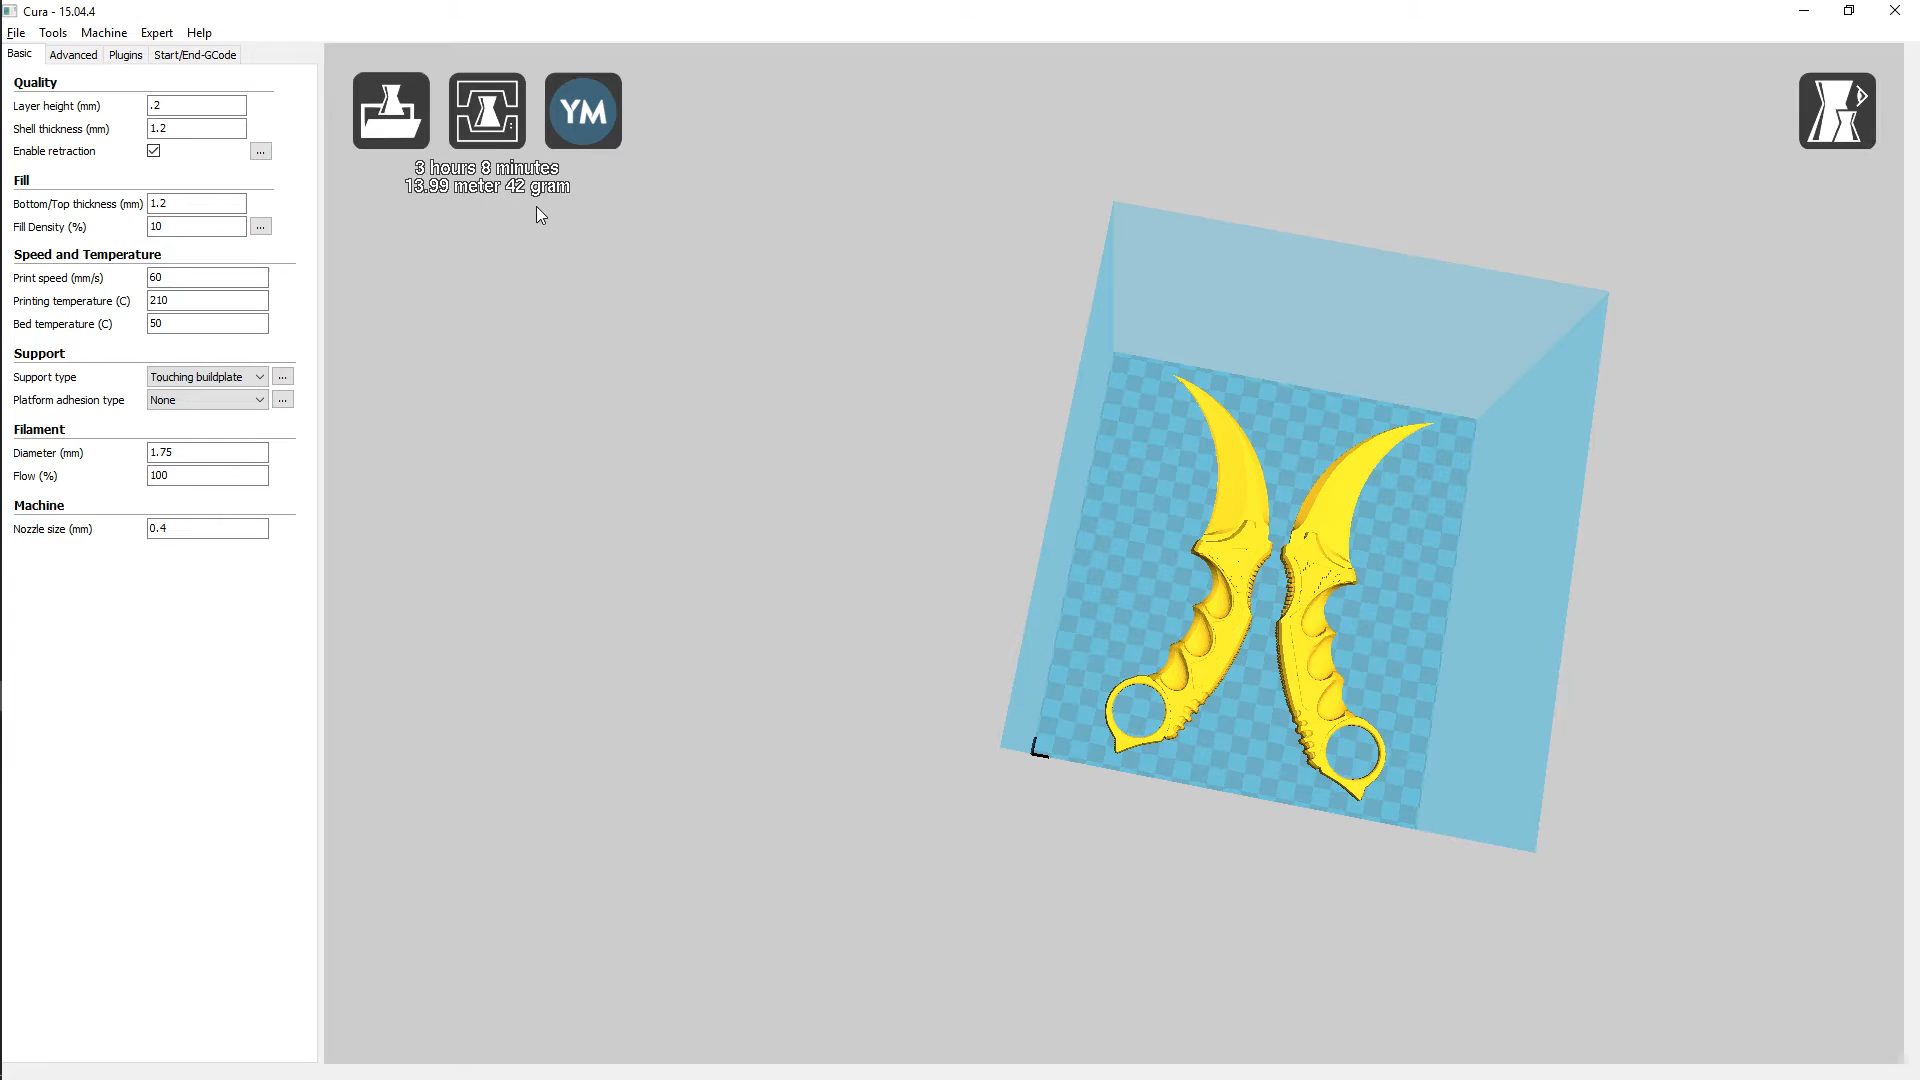 Cura - 15.04.4
File Tools Machine Expert Help
Basic Advanced Plugins Start/End-GCode
Quality
Layer height (mm) .2
Shell thickness (mm) 1.2
Enable retraction ...
Fill
Bottom/Top thickness (mm) 1.2
Fill Density (%) 10 ...
Speed and Temperature
Print speed (mm/s) 60
Printing temperature (C) 210
Bed temperature (C) 50
Support
Support type Touching buildplate ...
Platform adhesion type None ...
Filament
Diameter (mm) 1.75
Flow (%) 100
Machine
Nozzle size (mm) 0.4
YM
3 hours 8 minutes
13.99 meter 42 gram